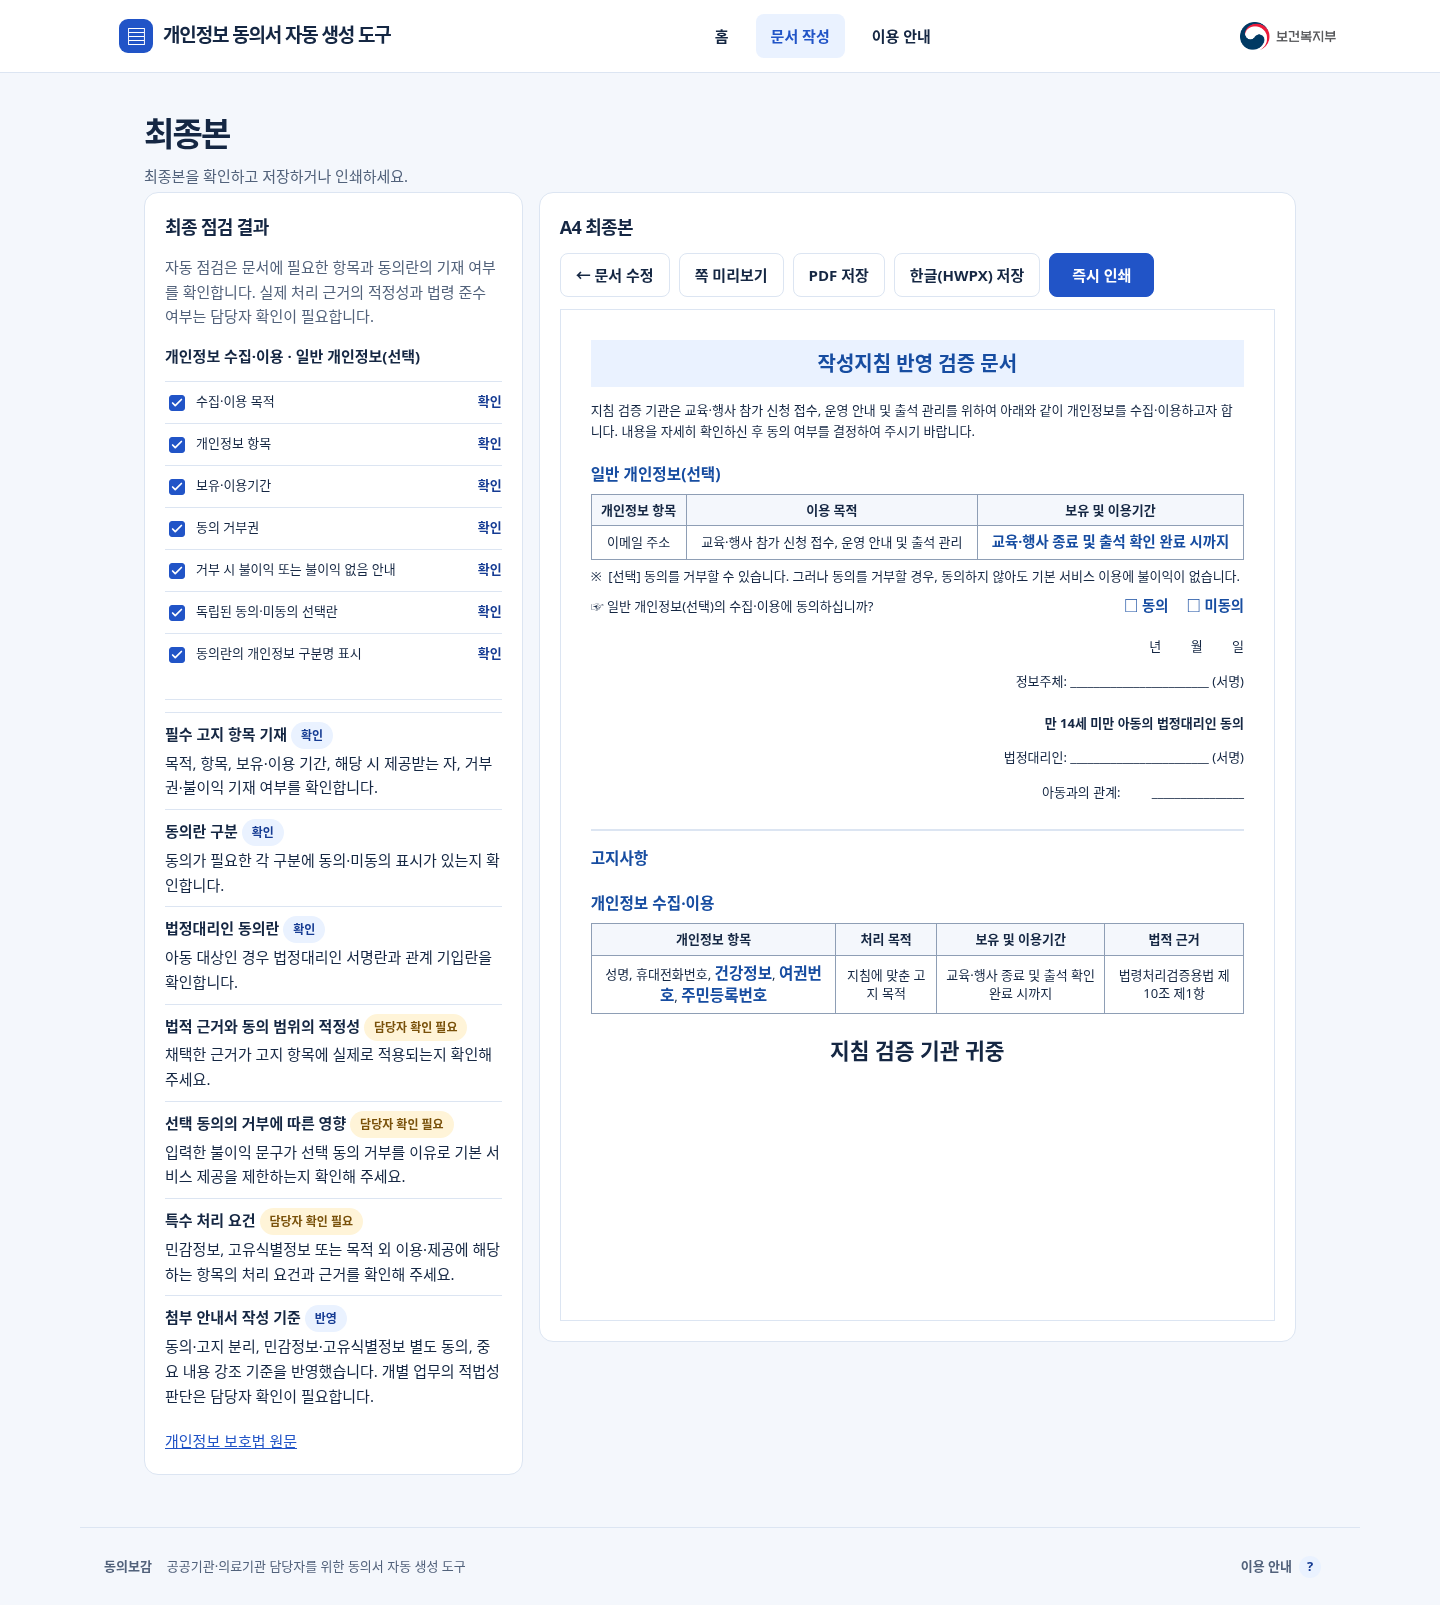 개인정보 동의서 자동 생성 도구
홈
문서 작성
이용 안내
보건복지부
최종본
최종본을 확인하고 저장하거나 인쇄하세요.
최종 점검 결과
자동 점검은 문서에 필요한 항목과 동의란의 기재 여부
를 확인합니다. 실제 처리 근거의 적정성과 법령 준수
여부는 담당자 확인이 필요합니다.
개인정보 수집·이용 · 일반 개인정보(선택)
수집·이용 목적 확인
개인정보 항목 확인
보유·이용기간 확인
동의 거부권 확인
거부 시 불이익 또는 불이익 없음 안내 확인
독립된 동의·미동의 선택란 확인
동의란의 개인정보 구분명 표시 확인
필수 고지 항목 기재 확인
목적, 항목, 보유·이용 기간, 해당 시 제공받는 자, 거부
권·불이익 기재 여부를 확인합니다.
동의란 구분 확인
동의가 필요한 각 구분에 동의·미동의 표시가 있는지 확
인합니다.
법정대리인 동의란 확인
아동 대상인 경우 법정대리인 서명란과 관계 기입란을
확인합니다.
법적 근거와 동의 범위의 적정성 담당자 확인 필요
채택한 근거가 고지 항목에 실제로 적용되는지 확인해
주세요.
선택 동의의 거부에 따른 영향 담당자 확인 필요
입력한 불이익 문구가 선택 동의 거부를 이유로 기본 서
비스 제공을 제한하는지 확인해 주세요.
특수 처리 요건 담당자 확인 필요
민감정보, 고유식별정보 또는 목적 외 이용·제공에 해당
하는 항목의 처리 요건과 근거를 확인해 주세요.
첨부 안내서 작성 기준 반영
동의·고지 분리, 민감정보·고유식별정보 별도 동의, 중
요 내용 강조 기준을 반영했습니다. 개별 업무의 적법성
판단은 담당자 확인이 필요합니다.
개인정보 보호법 원문
A4 최종본
← 문서 수정
쪽 미리보기
PDF 저장
한글(HWPX) 저장
즉시 인쇄
작성지침 반영 검증 문서
지침 검증 기관은 교육·행사 참가 신청 접수, 운영 안내 및 출석 관리를 위하여 아래와 같이 개인정보를 수집·이용하고자 합
니다. 내용을 자세히 확인하신 후 동의 여부를 결정하여 주시기 바랍니다.
일반 개인정보(선택)
개인정보 항목 이용 목적 보유 및 이용기간
이메일 주소 교육·행사 참가 신청 접수, 운영 안내 및 출석 관리 교육·행사 종료 및 출석 확인 완료 시까지
※ [선택] 동의를 거부할 수 있습니다. 그러나 동의를 거부할 경우, 동의하지 않아도 기본 서비스 이용에 불이익이 없습니다.
☞ 일반 개인정보(선택)의 수집·이용에 동의하십니까? □ 동의 □ 미동의
년 월 일
정보주체: ______________________ (서명)
만 14세 미만 아동의 법정대리인 동의
법정대리인: ______________________ (서명)
아동과의 관계: ______________
고지사항
개인정보 수집·이용
개인정보 항목 처리 목적 보유 및 이용기간 법적 근거
성명, 휴대전화번호, 건강정보, 여권번
호, 주민등록번호
지침에 맞춘 고
지 목적
교육·행사 종료 및 출석 확인
완료 시까지
법령처리검증용법 제
10조 제1항
지침 검증 기관 귀중
동의보감 공공기관·의료기관 담당자를 위한 동의서 자동 생성 도구
이용 안내 ?